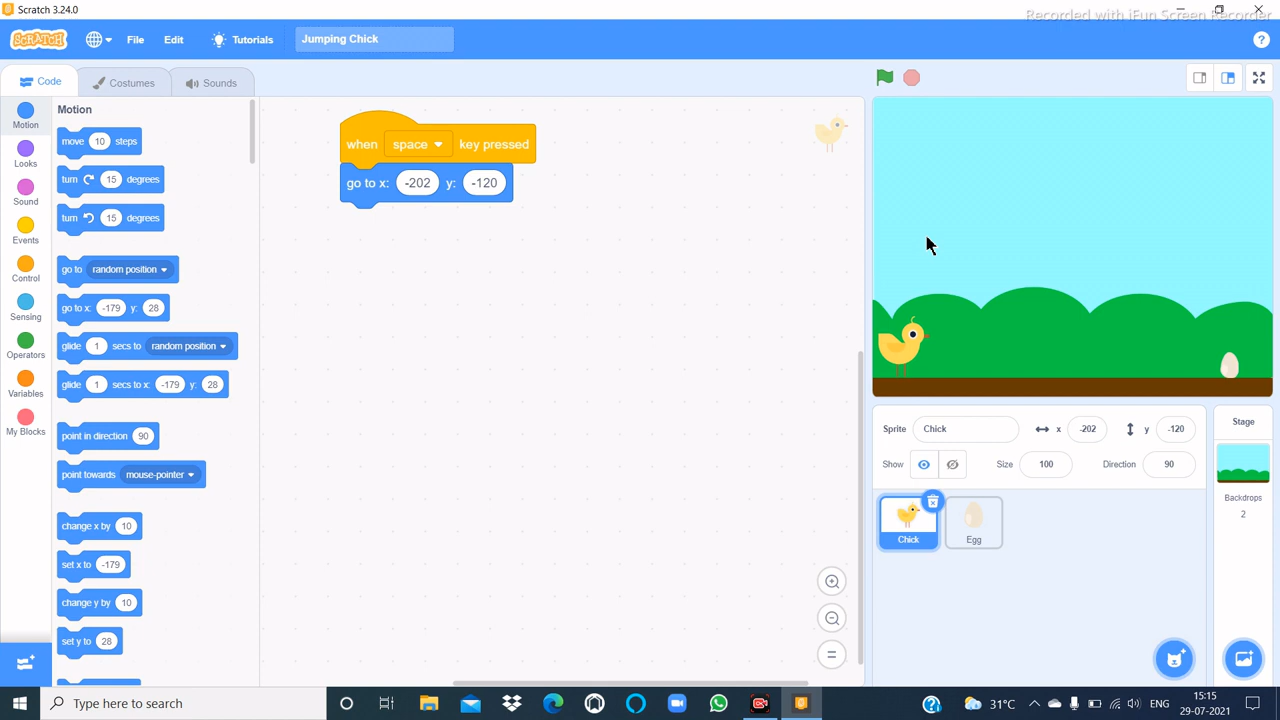 Scratch 3.24.0
Recorded with iFun Screen Recorder
SCRATCH
File
Edit
Tutorials
Jumping Chick
?
Code
Costumes
Sounds
Motion
Looks
Sound
Events
Control
Sensing
Operators
Variables
My Blocks
Motion
move 10 steps
turn 15 degrees
turn 15 degrees
go to random position
go to x: -179 y: 28
glide 1 secs to random position
glide 1 secs to x: -179 y: 28
point in direction 90
point towards mouse-pointer
change x by 10
set x to -179
change y by 10
set y to 28
when space key pressed
go to x: -202 y: -120
Sprite Chick x -202 y -120
Show Size 100 Direction 90
Chick
Egg
Stage
Backdrops
2
Type here to search
31°C
ENG
15:15
29-07-2021